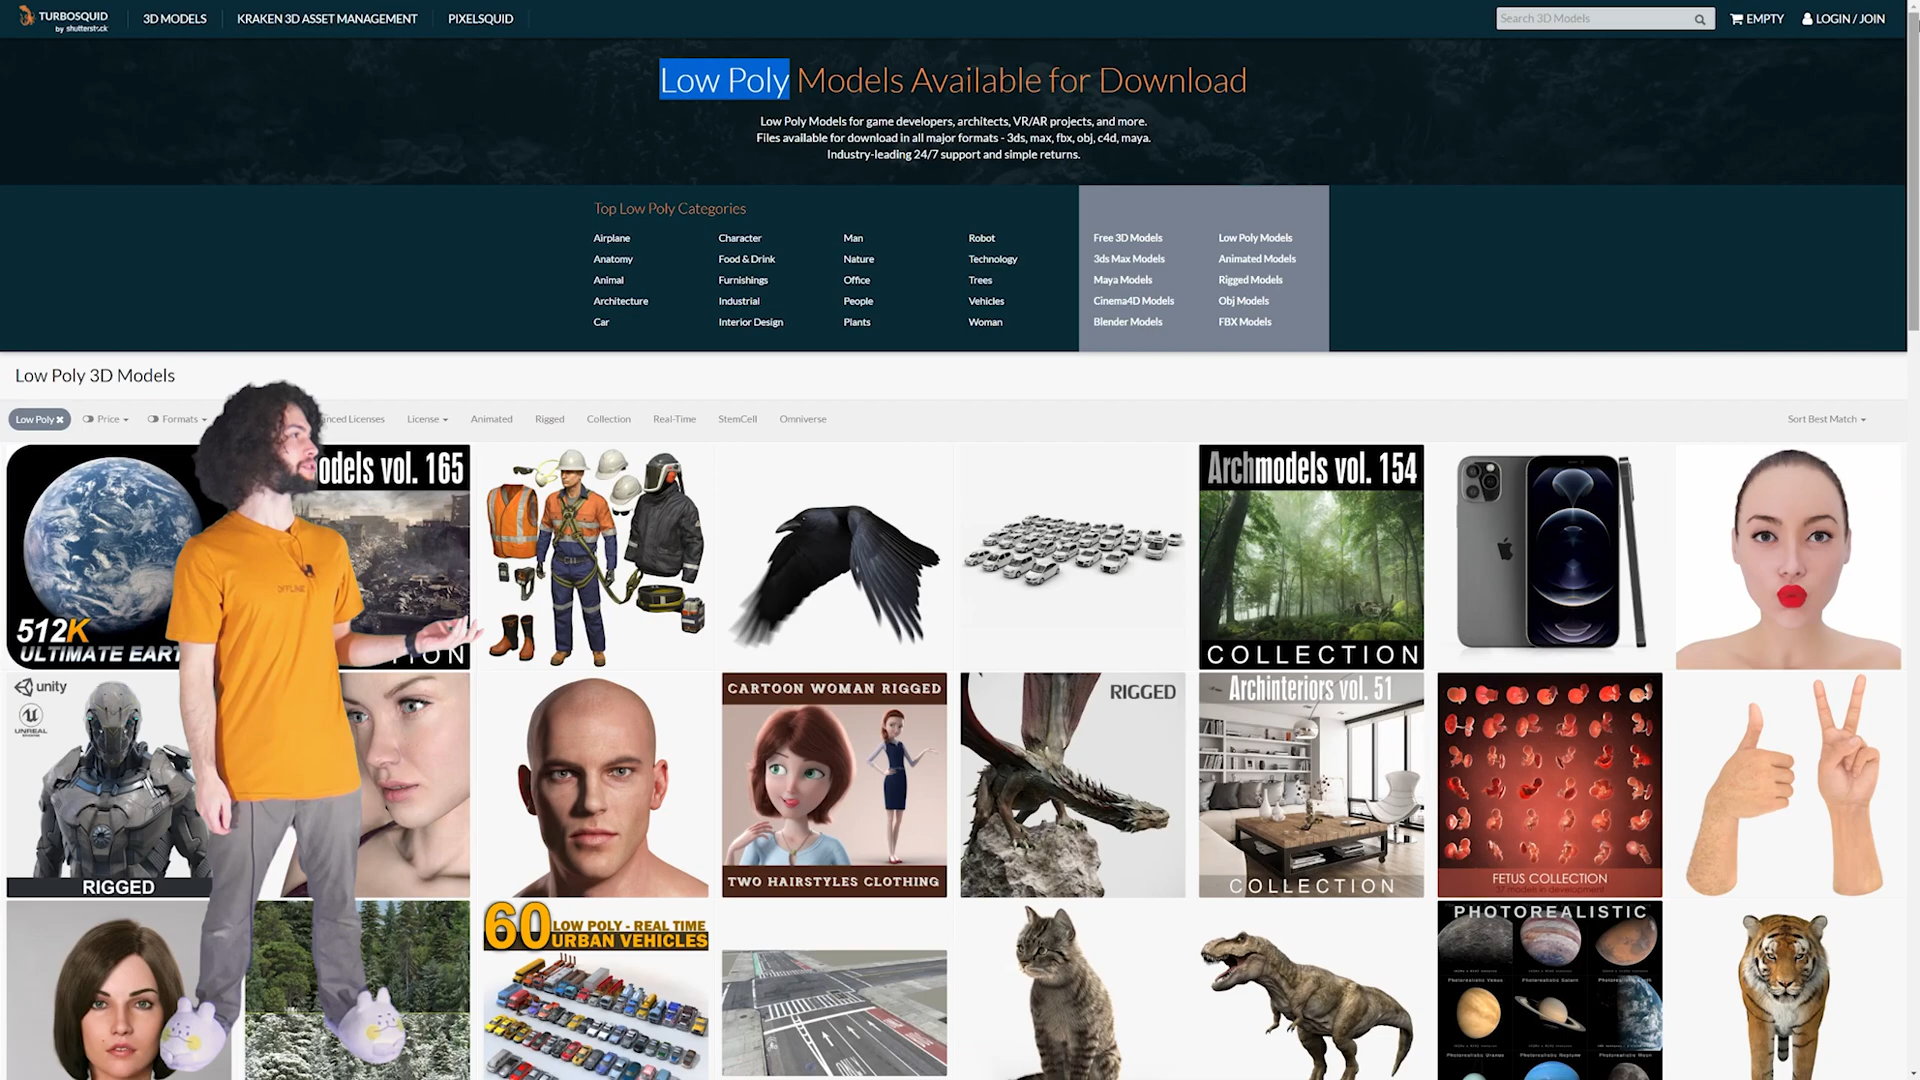 TURBOSQUID
by shutterstock
3D MODELS
KRAKEN 3D ASSET MANAGEMENT
PIXELSQUID
Search 3D Models
EMPTY
LOGIN / JOIN
Low Poly Models Available for Download
Low Poly Models for game developers, architects, VR/AR projects, and more.
Files available for download in all major formats - 3ds, max, fbx, obj, c4d, maya.
Industry-leading 24/7 support and simple returns.
Top Low Poly Categories
Airplane
Anatomy
Animal
Architecture
Car
Character
Food & Drink
Furnishings
Industrial
Interior Design
Man
Nature
Office
People
Plants
Robot
Technology
Trees
Vehicles
Woman
Free 3D Models
3ds Max Models
Maya Models
Cinema4D Models
Blender Models
Low Poly Models
Animated Models
Rigged Models
Obj Models
FBX Models
Low Poly 3D Models
Low Poly
Price
Formats
Licenses
License
Animated
Rigged
Collection
Real-Time
StemCell
Omniverse
Sort Best Match
512K
ULTIMATE
vol. 165
OFFLINE
Archmodels vol. 154
COLLECTION
unity
UNREAL
RIGGED
CARTOON WOMAN RIGGED
TWO HAIRSTYLES CLOTHING
RIGGED
Archinteriors vol. 51
COLLECTION
FETUS COLLECTION
37 models in development
60 LOW POLY - REAL TIME
URBAN VEHICLES
ONLY
PHOTOREALISTIC